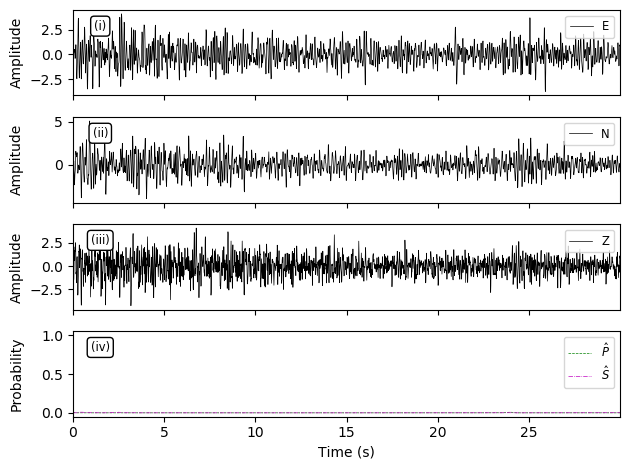 Amplitude
2.5
0.0
−2.5
(i)
E
Amplitude
5
0
(ii)
N
Amplitude
2.5
0.0
−2.5
(iii)
Z
Probability
1.0
0.5
0.0
(iv)
P̂
Ŝ
0 5 10 15 20 25
Time (s)